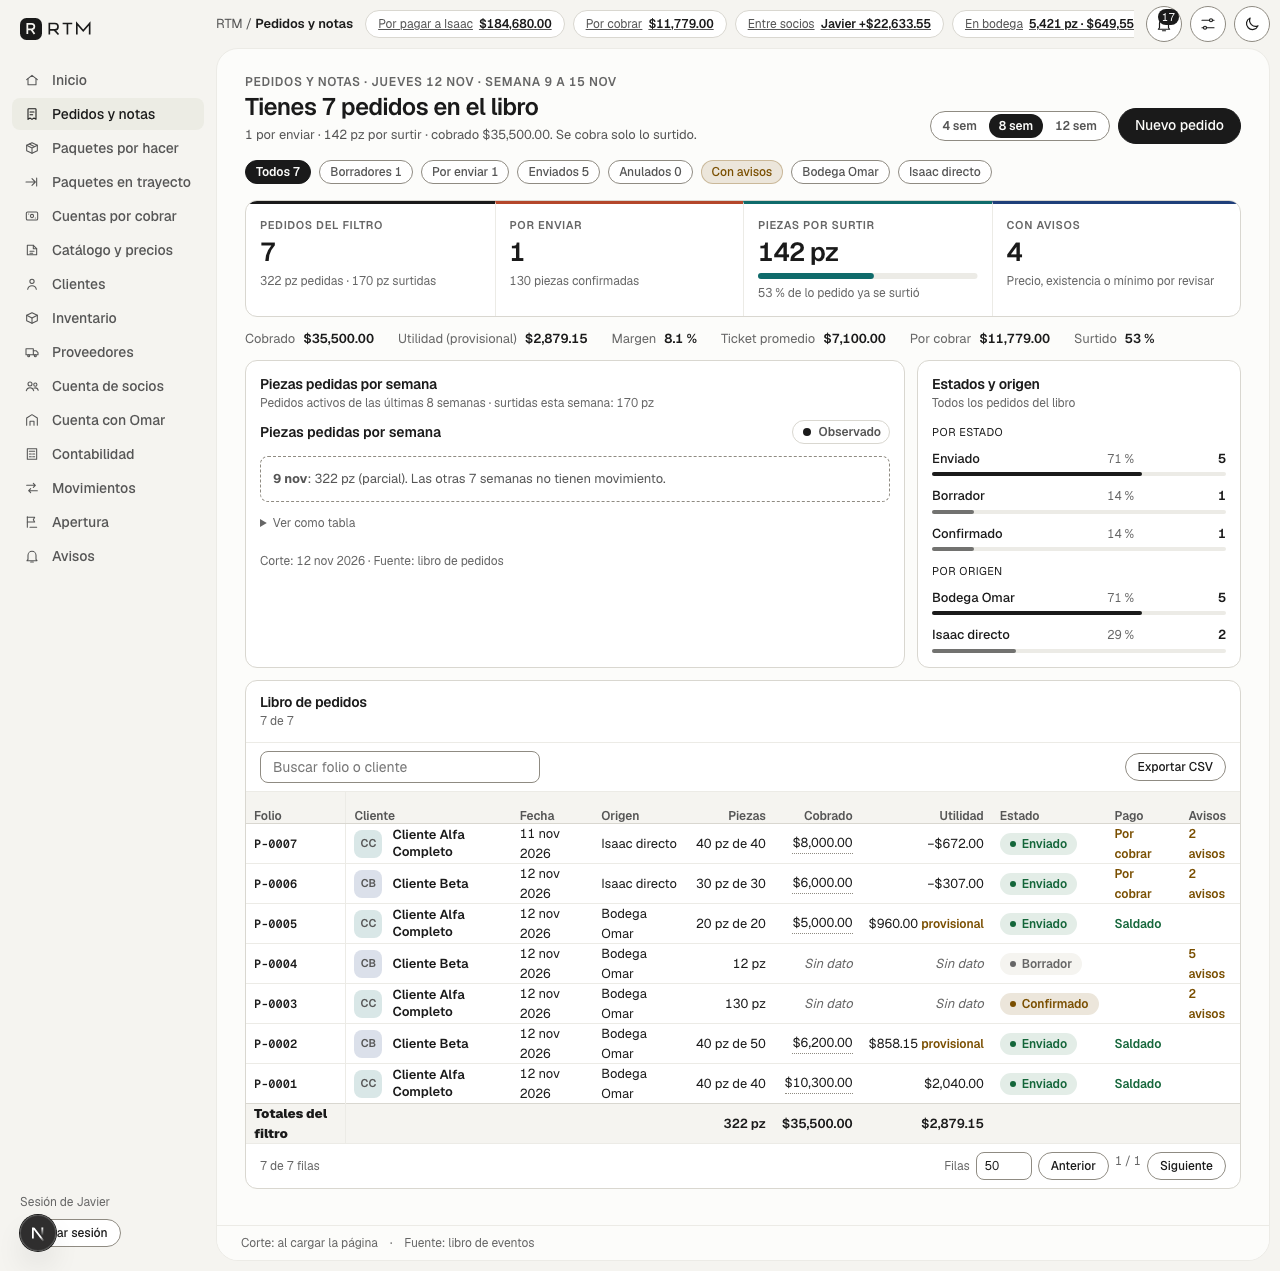 R RTM
RTM / Pedidos y notas
Por pagar a Isaac $184,680.00
Por cobrar $11,779.00
Entre socios Javier +$22,633.55
En bodega 5,421 pz · $649,55
17
Inicio
Pedidos y notas
Paquetes por hacer
Paquetes en trayecto
Cuentas por cobrar
Catálogo y precios
Clientes
Inventario
Proveedores
Cuenta de socios
Cuenta con Omar
Contabilidad
Movimientos
Apertura
Avisos
Sesión de Javier
N ar sesión
PEDIDOS Y NOTAS · JUEVES 12 NOV · SEMANA 9 A 15 NOV
Tienes 7 pedidos en el libro
1 por enviar · 142 pz por surtir · cobrado $35,500.00. Se cobra solo lo surtido.
4 sem 8 sem 12 sem
Nuevo pedido
Todos 7 Borradores 1 Por enviar 1 Enviados 5 Anulados 0 Con avisos Bodega Omar Isaac directo
PEDIDOS DEL FILTRO
7
322 pz pedidas · 170 pz surtidas
POR ENVIAR
1
130 piezas confirmadas
PIEZAS POR SURTIR
142 pz
53 % de lo pedido ya se surtió
CON AVISOS
4
Precio, existencia o mínimo por revisar
Cobrado $35,500.00 Utilidad (provisional) $2,879.15 Margen 8.1 % Ticket promedio $7,100.00 Por cobrar $11,779.00 Surtido 53 %
Piezas pedidas por semana
Pedidos activos de las últimas 8 semanas · surtidas esta semana: 170 pz
Piezas pedidas por semana
Observado
9 nov: 322 pz (parcial). Las otras 7 semanas no tienen movimiento.
Ver como tabla
Corte: 12 nov 2026 · Fuente: libro de pedidos
Estados y origen
Todos los pedidos del libro
POR ESTADO
Enviado 71 % 5
Borrador 14 % 1
Confirmado 14 % 1
POR ORIGEN
Bodega Omar 71 % 5
Isaac directo 29 % 2
Libro de pedidos
7 de 7
Buscar folio o cliente
Exportar CSV
Folio Cliente Fecha Origen Piezas Cobrado Utilidad Estado Pago Avisos
P-0007 CC Cliente Alfa Completo 11 nov 2026 Isaac directo 40 pz de 40 $8,000.00 −$672.00 Enviado Por cobrar 2 avisos
P-0006 CB Cliente Beta 12 nov 2026 Isaac directo 30 pz de 30 $6,000.00 −$307.00 Enviado Por cobrar 2 avisos
P-0005 CC Cliente Alfa Completo 12 nov 2026 Bodega Omar 20 pz de 20 $5,000.00 $960.00 provisional Enviado Saldado
P-0004 CB Cliente Beta 12 nov 2026 Bodega Omar 12 pz Sin dato Sin dato Borrador 5 avisos
P-0003 CC Cliente Alfa Completo 12 nov 2026 Bodega Omar 130 pz Sin dato Sin dato Confirmado 2 avisos
P-0002 CB Cliente Beta 12 nov 2026 Bodega Omar 40 pz de 50 $6,200.00 $858.15 provisional Enviado Saldado
P-0001 CC Cliente Alfa Completo 12 nov 2026 Bodega Omar 40 pz de 40 $10,300.00 $2,040.00 Enviado Saldado
Totales del filtro 322 pz $35,500.00 $2,879.15
7 de 7 filas
Filas 50 Anterior 1 / 1 Siguiente
Corte: al cargar la página · Fuente: libro de eventos